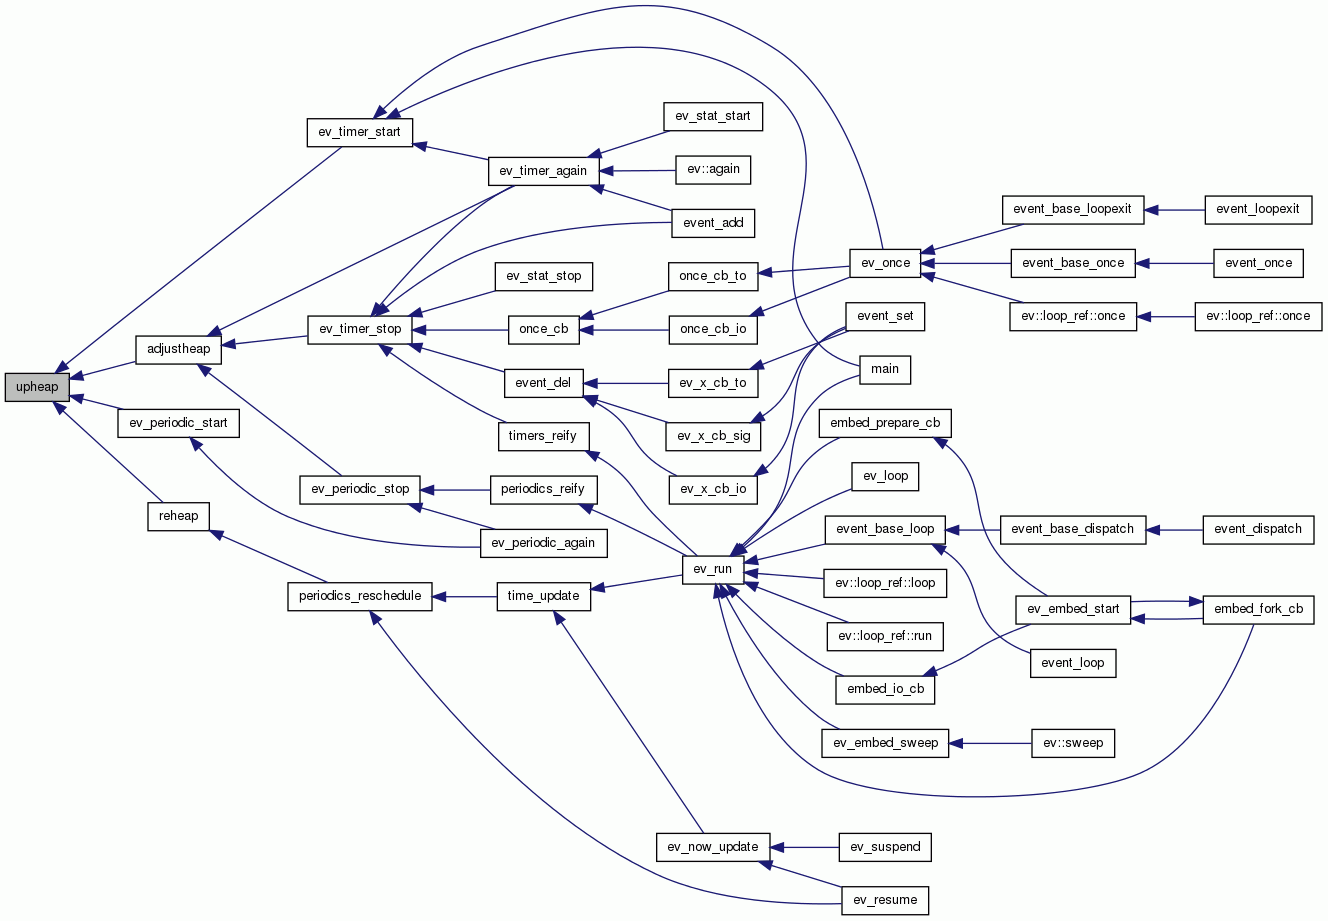 upheap
ev_timer_start
adjustheap
ev_periodic_start
reheap
ev_timer_again
ev_timer_stop
ev_periodic_stop
periodics_reschedule
ev_stat_start
ev::again
event_add
ev_stat_stop
once_cb
event_del
timers_reify
periodics_reify
ev_periodic_again
time_update
once_cb_to
once_cb_io
ev_x_cb_to
ev_x_cb_sig
ev_x_cb_io
ev_run
ev_now_update
ev_once
event_set
main
embed_prepare_cb
ev_loop
event_base_loop
ev::loop_ref::loop
ev::loop_ref::run
embed_io_cb
ev_embed_sweep
ev_suspend
ev_resume
event_base_loopexit
event_base_once
ev::loop_ref::once
event_base_dispatch
ev_embed_start
event_loop
ev::sweep
event_loopexit
event_once
ev::loop_ref::once
event_dispatch
embed_fork_cb